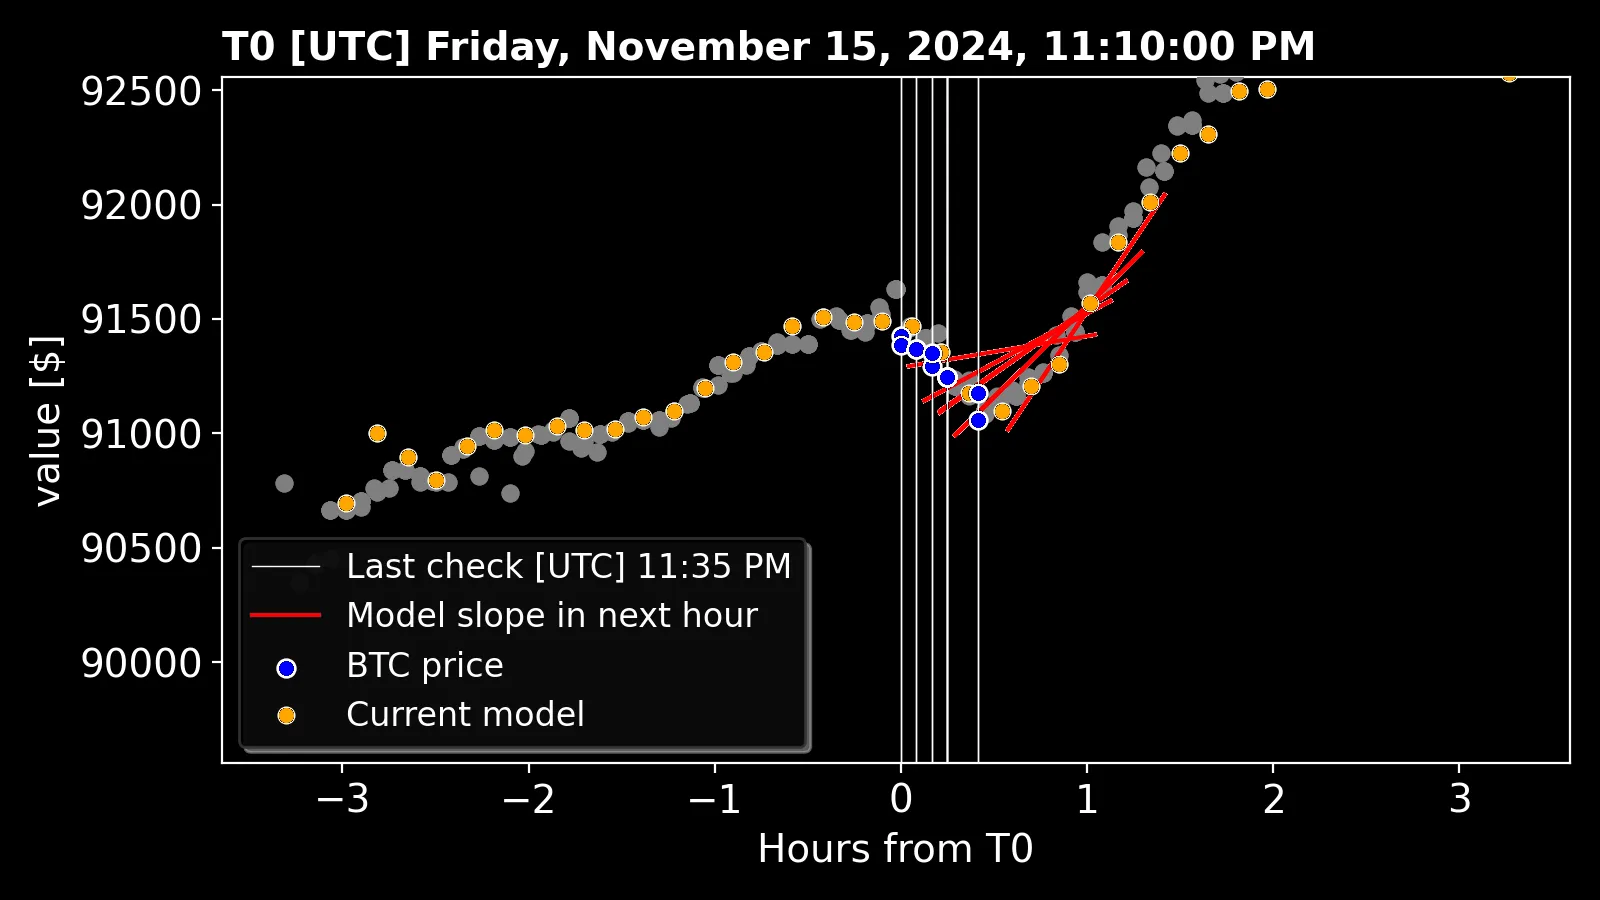 T0 [UTC] Friday, November 15, 2024, 11:10:00 PM
92500
92000
91500
91000
90500
90000
value [$]
Last check [UTC] 11:35 PM
Model slope in next hour
BTC price
Current model
−3 −2 −1 0 1 2 3
Hours from T0